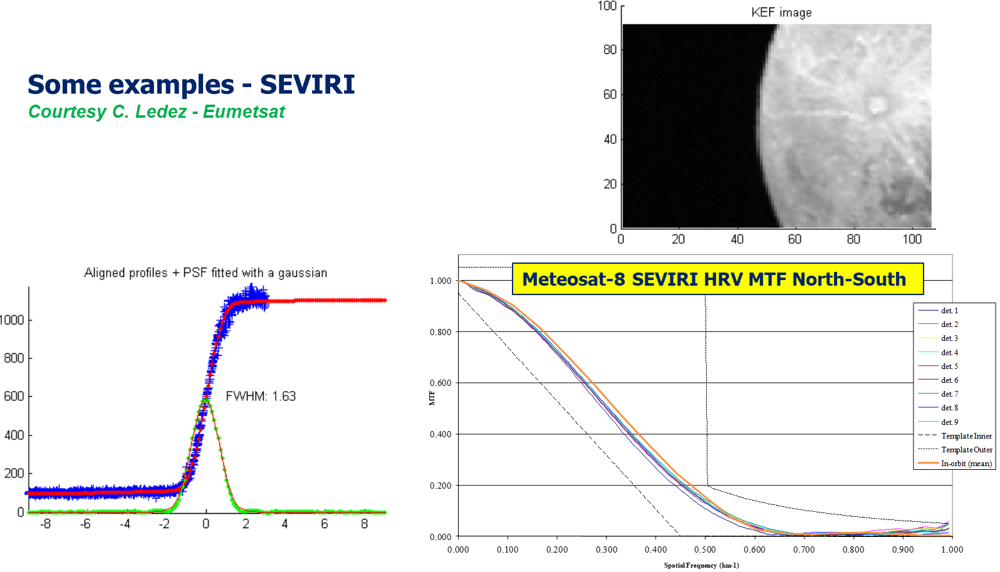 Some examples - SEVIRI
Courtesy C. Ledez - Eumetsat
KEF image
100
80
60
40
20
0
0 20 40 60 80 100
Aligned profiles + PSF fitted with a gaussian
1000
800
600
400
200
0
FWHM: 1.63
-8 -6 -4 -2 0 2 4 6 8
Meteosat-8 SEVIRI HRV MTF North-South
1.000
0.800
0.600
0.400
0.200
0.000
MTF
0.000 0.100 0.200 0.300 0.400 0.500 0.600 0.700 0.800 0.900 1.000
Spatial Frequency (km-1)
det. 1
det. 2
det. 3
det. 4
det. 5
det. 6
det. 7
det. 8
det. 9
Template Inner
Template Outer
In-orbit (mean)